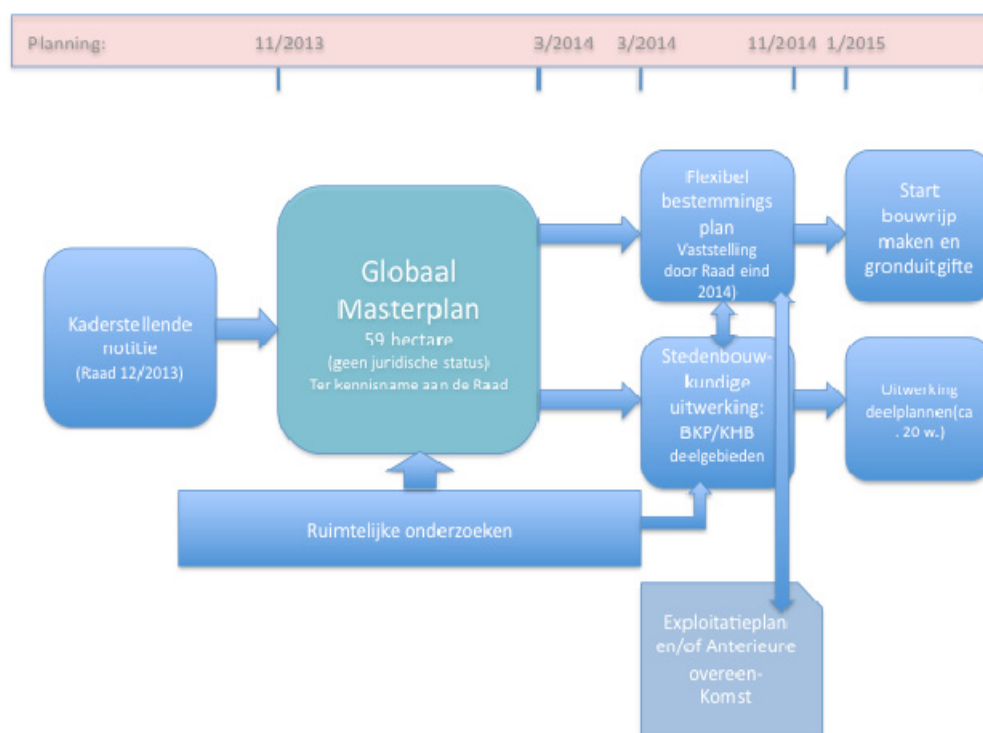 Planning: 11/2013 3/2014 3/2014 11/2014 1/2015
Kaderstellende
notitie
(Raad 12/2013)
Globaal
Masterplan
59 hectare
(geen juridische status)
Ter kennisname aan de Raad
Flexibel
bestemmings
plan
Vaststelling
door Raad eind
2014)
Start
bouwrijp
maken en
gronduitgifte
Stedenbouw-
kundige
uitwerking:
BKP/KHB
deelgebieden
Uitwerking
deelplannen(ca
. 20 w.)
Ruimtelijke onderzoeken
Exploitatieplan
en/of Anterieure
overeen-
Komst